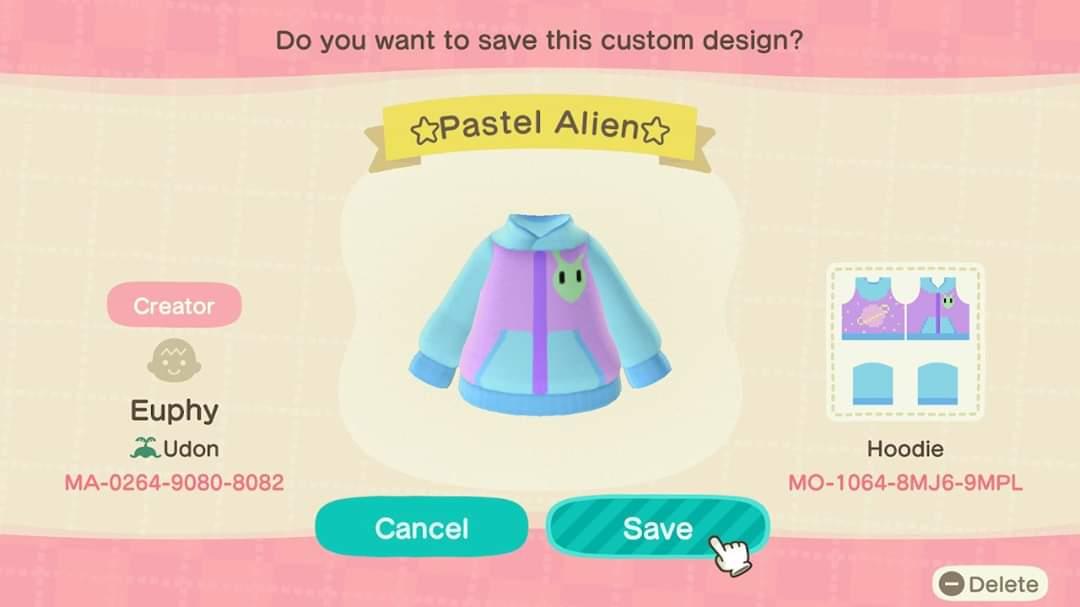 Do you want to save this custom design?
☆Pastel Alien☆
Creator
Euphy
Udon
MA-0264-9080-8082
Hoodie
MO-1064-8MJ6-9MPL
Cancel
Save
Delete